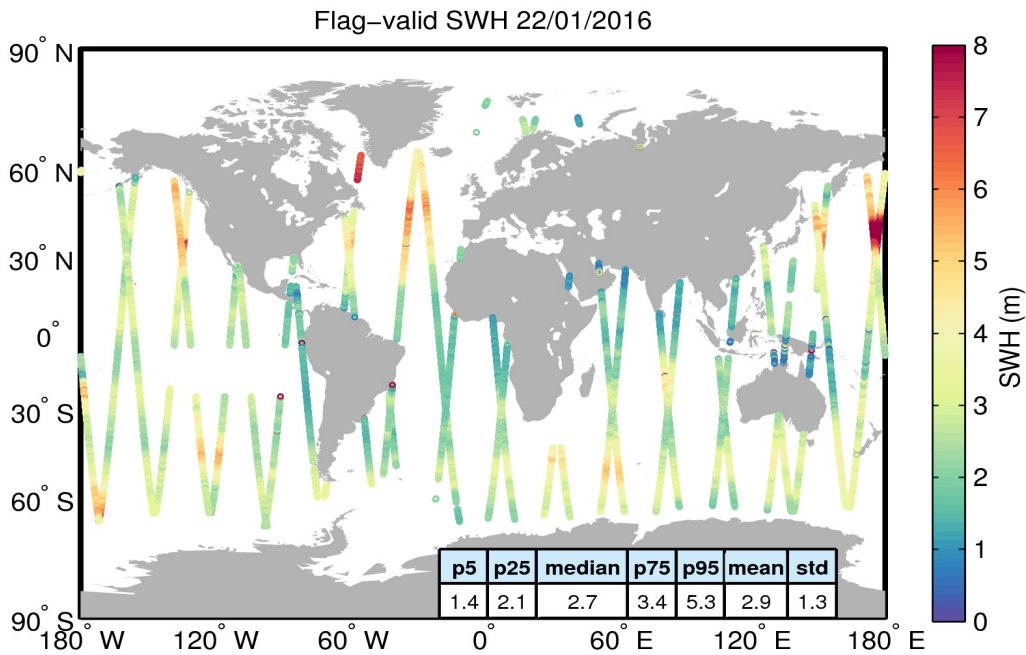 Flag−valid SWH 22/01/2016
90° N
60° N
30° N
0°
30° S
60° S
90° S
180° W
120° W
60° W
0°
60° E
120° E
180° E
p5 p25 median p75 p95 mean std
1.4 2.1 2.7 3.4 5.3 2.9 1.3
8
7
6
5
4
3
2
1
0
SWH (m)